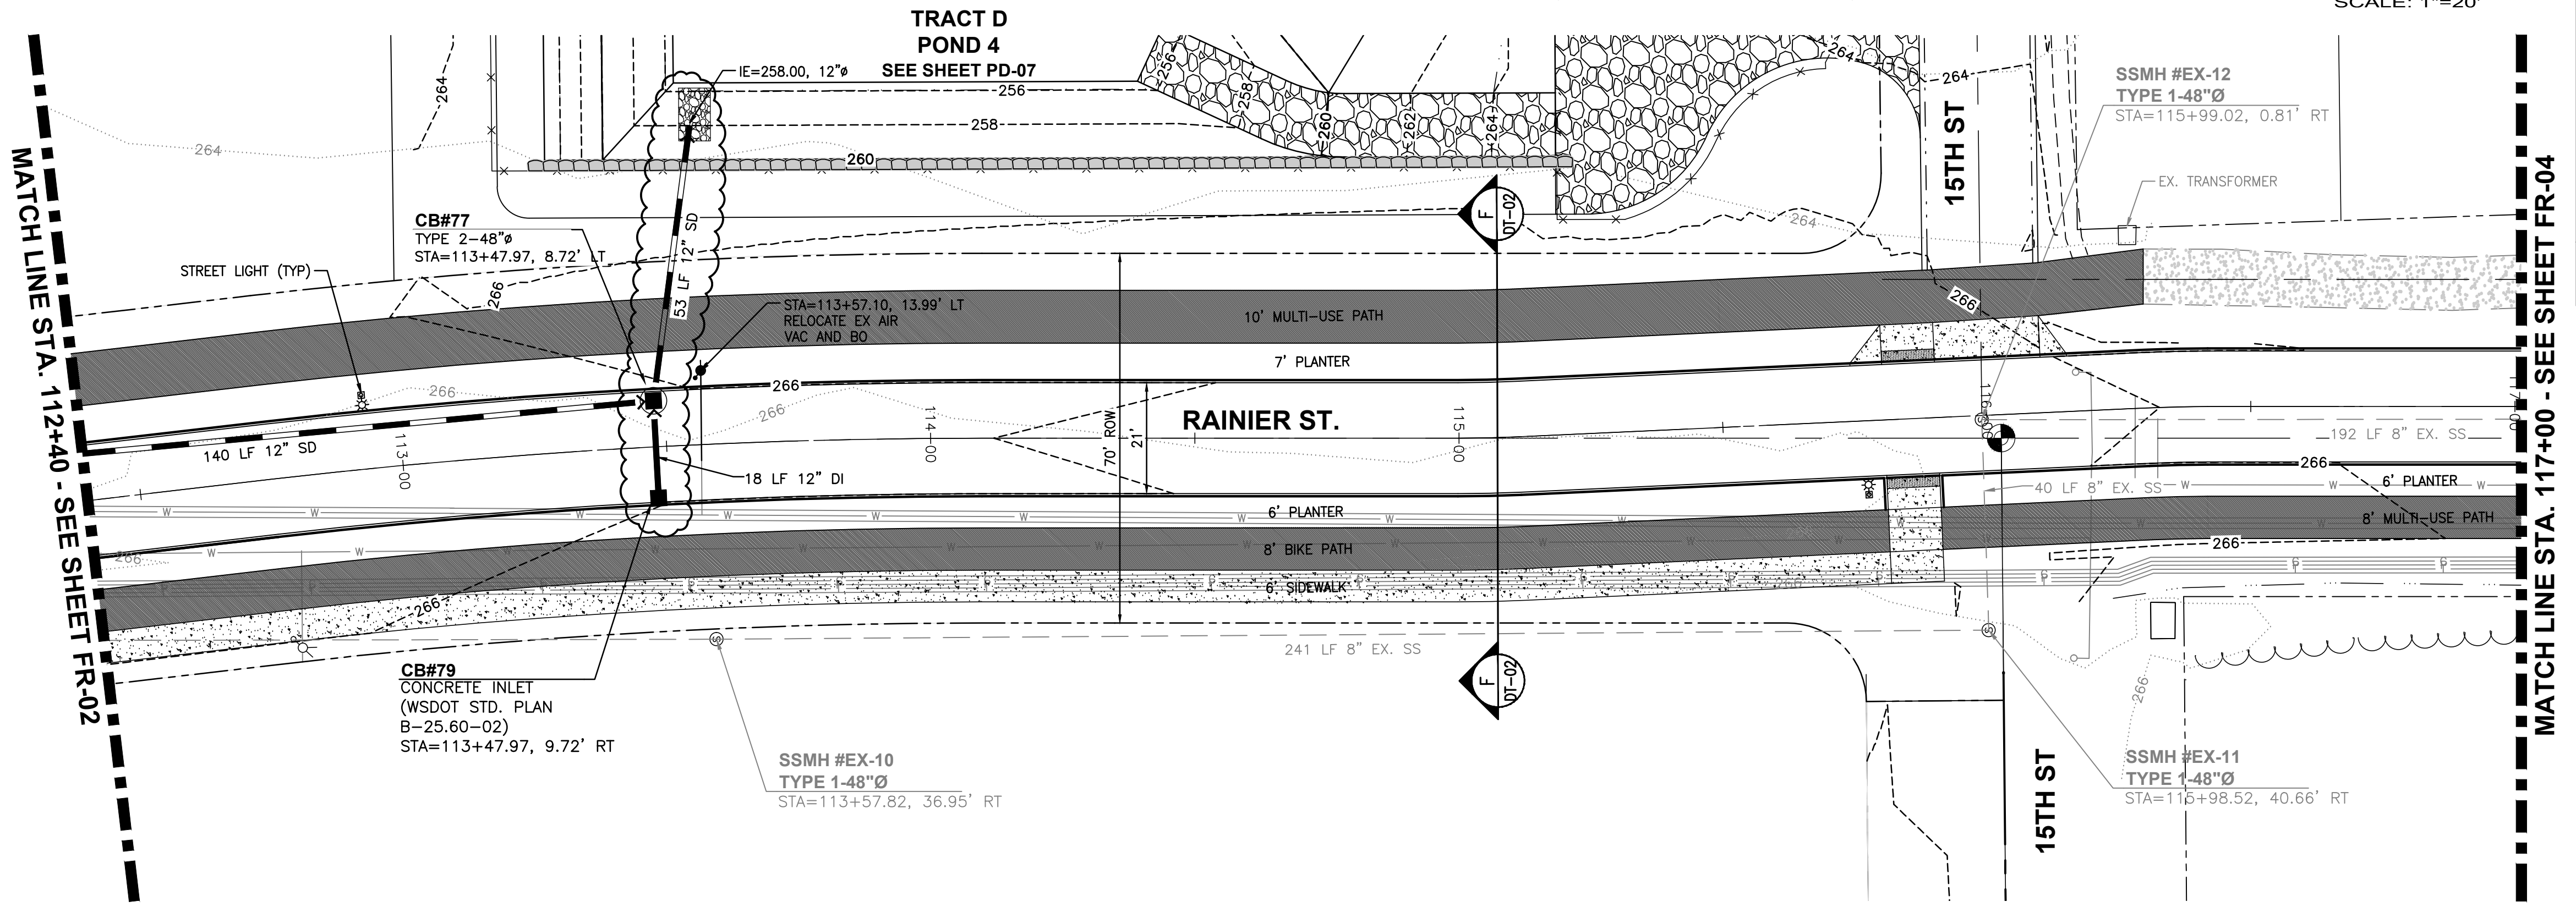 SCALE: 1"=20'
TRACT D
POND 4
SEE SHEET PD-07
IE=258.00, 12"ø
256
258
260
256
258
260
262
264
264
264
264
264
264
15TH ST
SSMH #EX-12
TYPE 1-48"Ø
STA=115+99.02, 0.81' RT
EX. TRANSFORMER
MATCH LINE STA. 112+40 - SEE SHEET FR-02
MATCH LINE STA. 117+00 - SEE SHEET FR-04
CB#77
TYPE 2-48"ø
STA=113+47.97, 8.72' LT
STREET LIGHT (TYP)
53 LF 12" SD
STA=113+57.10, 13.99' LT
RELOCATE EX AIR
VAC AND BO
F
DT-02
266
266
10' MULTI-USE PATH
7' PLANTER
266
266
266
140 LF 12" SD
113+00
114+00
115+00
RAINIER ST.
70' ROW
21'
18 LF 12" DI
192 LF 8" EX. SS
266
6' PLANTER
40 LF 8" EX. SS
W W W W W W W W
6' PLANTER
8' MULTI-USE PATH
8' BIKE PATH
266
266
6' SIDEWALK
266
241 LF 8" EX. SS
F
DT-02
CB#79
CONCRETE INLET
(WSDOT STD. PLAN
B-25.60-02)
STA=113+47.97, 9.72' RT
SSMH #EX-10
TYPE 1-48"Ø
STA=113+57.82, 36.95' RT
266
15TH ST
SSMH #EX-11
TYPE 1-48"Ø
STA=115+98.52, 40.66' RT